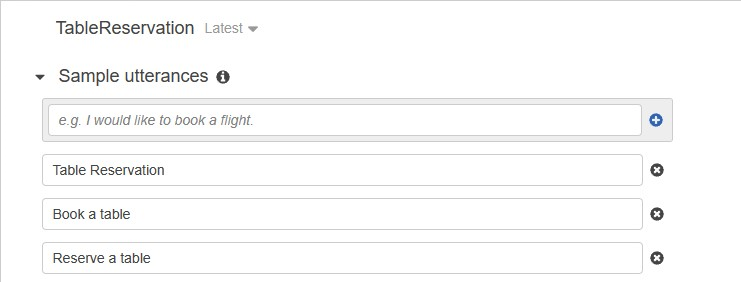 TableReservation Latest
Sample utterances
e.g. I would like to book a flight.
Table Reservation
Book a table
Reserve a table